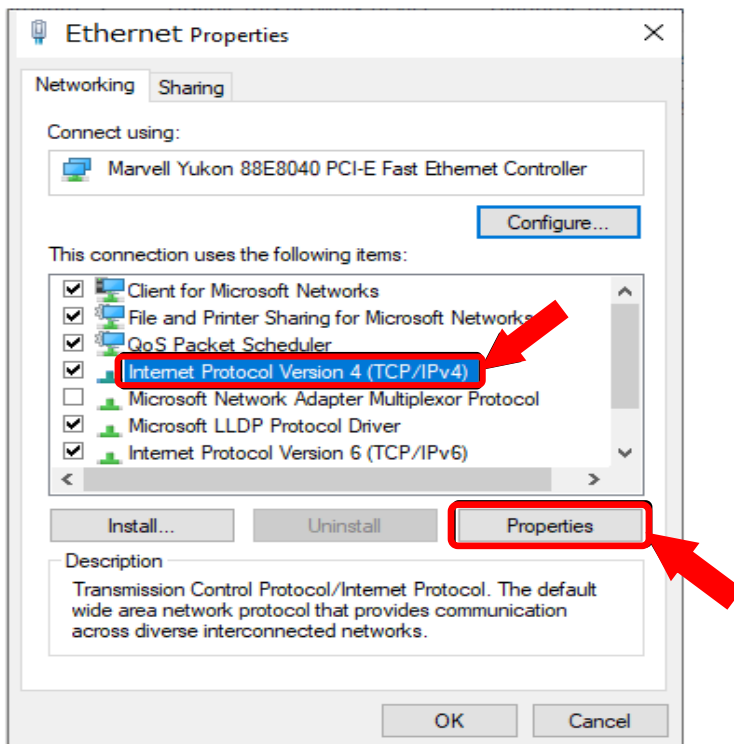 Ethernet Properties
Networking
Sharing
Connect using:
Marvell Yukon 88E8040 PCI-E Fast Ethernet Controller
Configure...
This connection uses the following items:
Client for Microsoft Networks
File and Printer Sharing for Microsoft Networks
QoS Packet Scheduler
Internet Protocol Version 4 (TCP/IPv4)
Microsoft Network Adapter Multiplexor Protocol
Microsoft LLDP Protocol Driver
Internet Protocol Version 6 (TCP/IPv6)
Install...
Uninstall
Properties
Description
Transmission Control Protocol/Internet Protocol. The default
wide area network protocol that provides communication
across diverse interconnected networks.
OK
Cancel